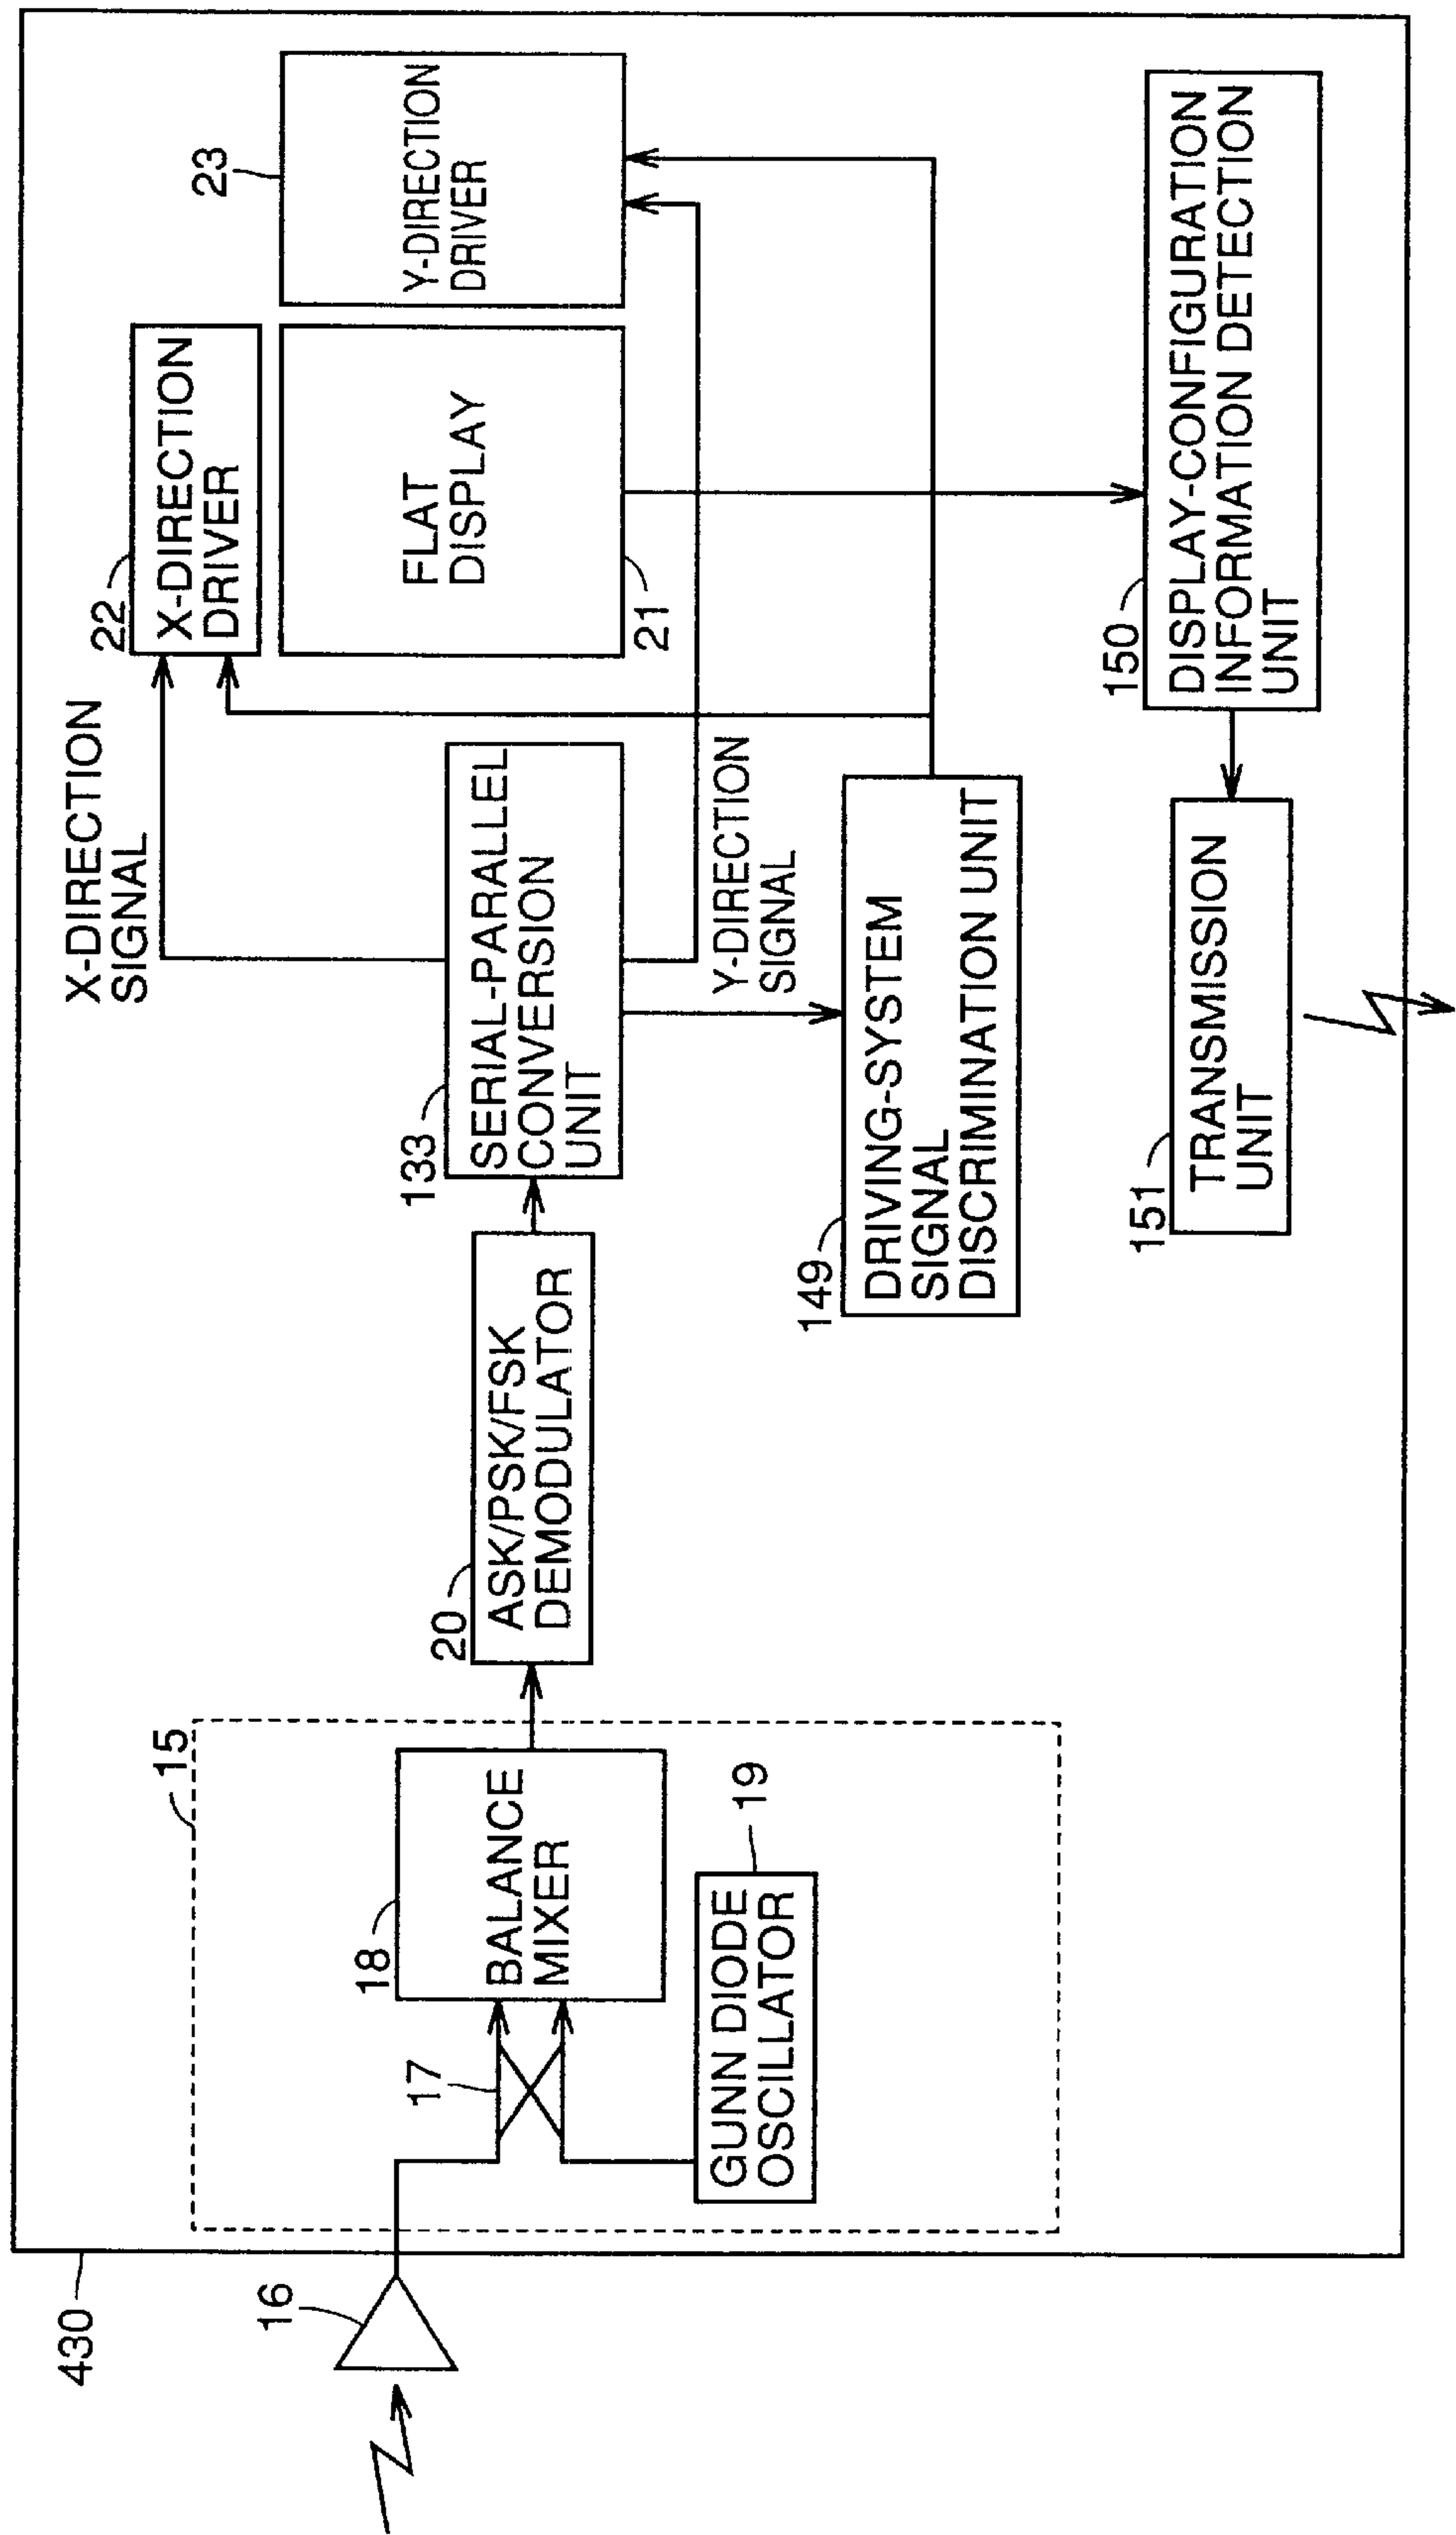 430
16
15
17
18
BALANCE
MIXER
19
GUNN DIODE
OSCILLATOR
20
ASK/PSK/FSK
DEMODULATOR
133
SERIAL-PARALLEL
CONVERSION
UNIT
X-DIRECTION
SIGNAL
Y-DIRECTION
SIGNAL
149
DRIVING-SYSTEM
SIGNAL
DISCRIMINATION UNIT
22
X-DIRECTION
DRIVER
FLAT
DISPLAY
21
23
Y-DIRECTION
DRIVER
150
DISPLAY-CONFIGURATION
INFORMATION DETECTION
UNIT
151
TRANSMISSION
UNIT